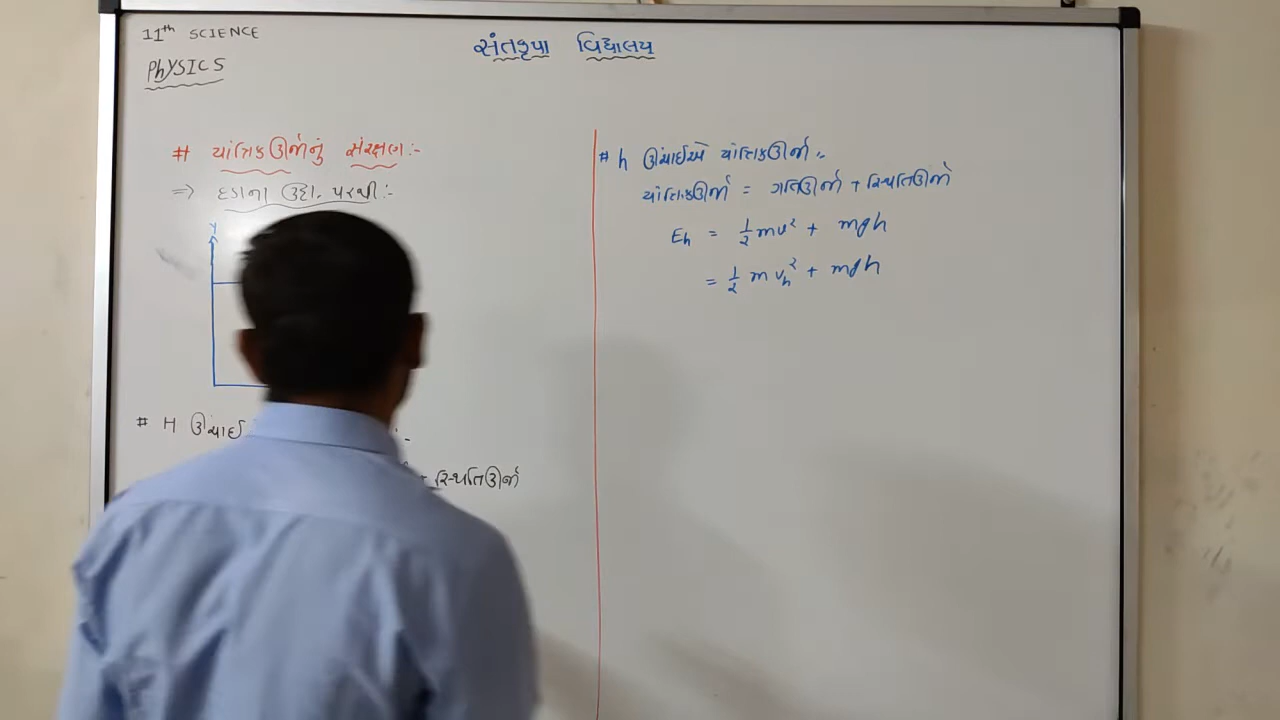 11th SCIENCE
PhYSICS
સંતકૃપા વિદ્યાલય
# યાંત્રિકઊર્જાનું સંરક્ષણ :-
⇒ દડાના ઉદા. પરથી :-
y
# H ઊંચાઈ :-
+ સ્થિતિઊર્જા
# h ઊંચાઈએ યાંત્રિકઊર્જા :-
યાંત્રિકઊર્જા = ગતિઊર્જા + સ્થિતિઊર્જા
Eh = 1/2 mv² + mgh
= 1/2 m vh² + mgh